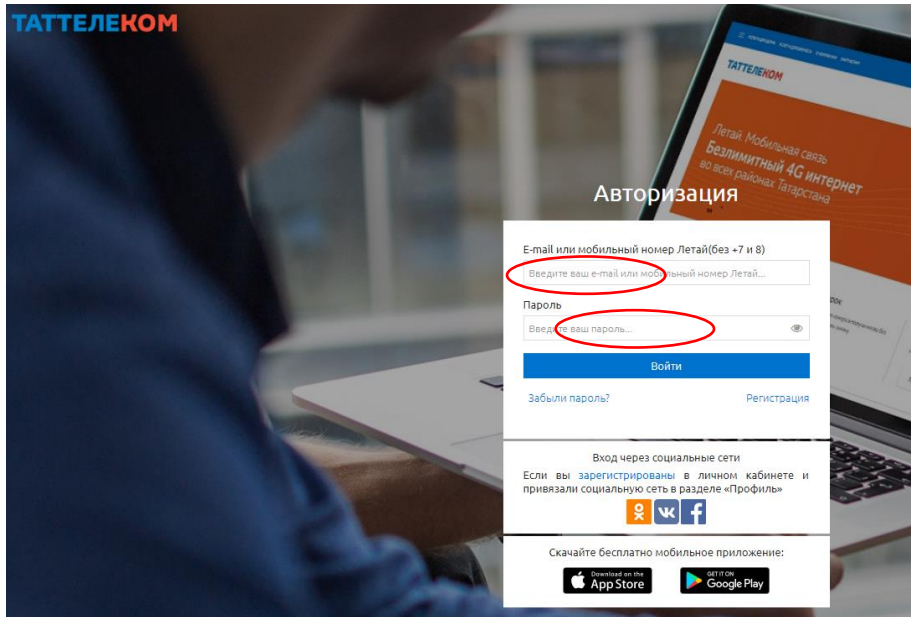 ТАТТЕЛЕКОМ
ТАТТЕЛЕКОМ
Летай. Мобильная связь
Безлимитный 4G интернет
во всех районах Татарстана
Авторизация
E-mail или мобильный номер Летай(без +7 и 8)
Введите ваш e-mail или мобильный номер Летай...
Пароль
Введите ваш пароль...
Войти
Забыли пароль? Регистрация
Вход через социальные сети
Если вы зарегистрированы в личном кабинете и
привязали социальную сеть в разделе «Профиль»
Скачайте бесплатно мобильное приложение:
Download on the
App Store
GET IT ON
Google Play